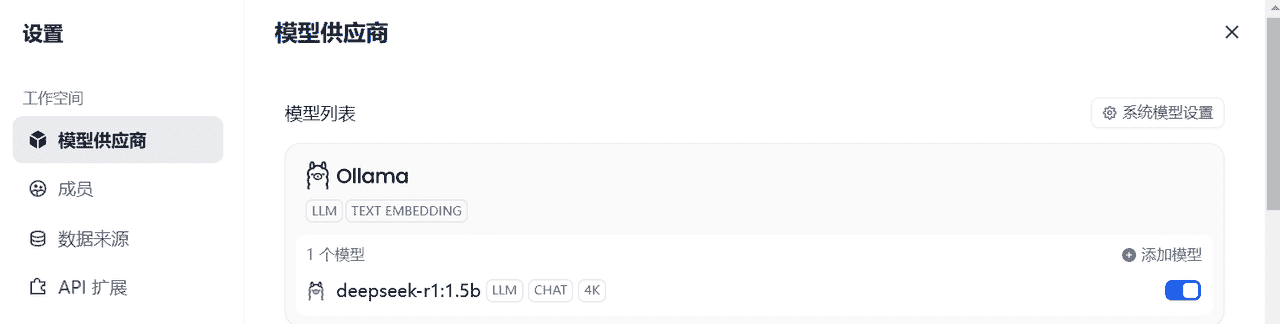 设置
工作空间
模型供应商
成员
数据来源
API 扩展
模型供应商
模型列表
系统模型设置
Ollama
LLM TEXT EMBEDDING
1 个模型
添加模型
deepseek-r1:1.5b LLM CHAT 4K